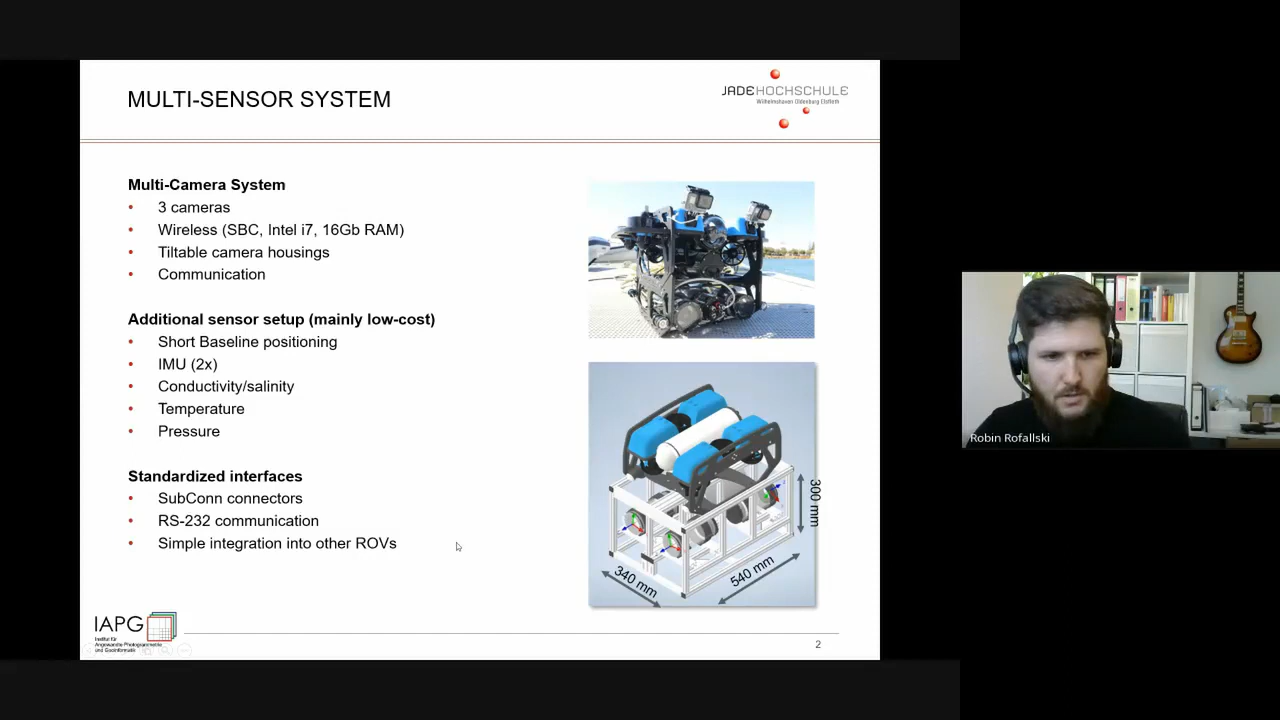 MULTI-SENSOR SYSTEM
JADEHOCHSCHULE
Wilhelmshaven Oldenburg Elsfleth
Multi-Camera System
• 3 cameras
• Wireless (SBC, Intel i7, 16Gb RAM)
• Tiltable camera housings
• Communication
Additional sensor setup (mainly low-cost)
• Short Baseline positioning
• IMU (2x)
• Conductivity/salinity
• Temperature
• Pressure
Standardized interfaces
• SubConn connectors
• RS-232 communication
• Simple integration into other ROVs
300 mm
340 mm
540 mm
IAPG
Institut für
Angewandte Photogrammetrie
und Geoinformatik
2
Robin Rofallski